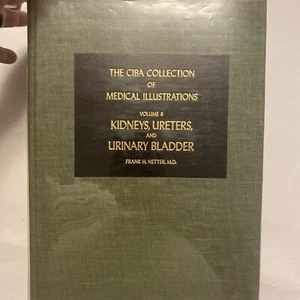 THE CIBA COLLECTION
OF
MEDICAL ILLUSTRATIONS
VOLUME 6
KIDNEYS, URETERS,
AND
URINARY BLADDER
FRANK H. NETTER, M.D.